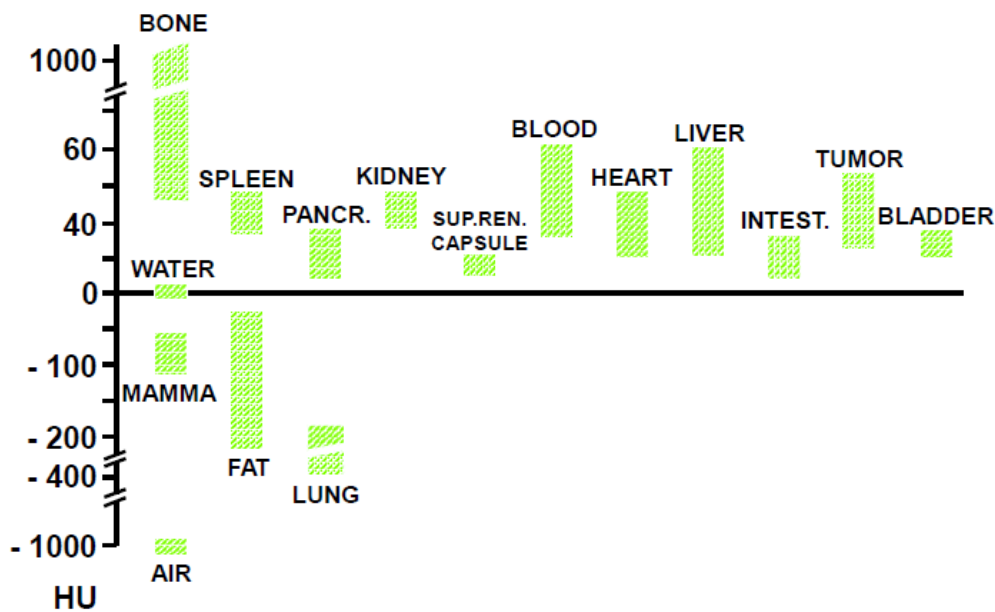 BONE
1000
BLOOD
LIVER
60
TUMOR
SPLEEN
KIDNEY
HEART
PANCR.
SUP.REN.
CAPSULE
INTEST.
BLADDER
40
WATER
0
- 100
MAMMA
- 200
FAT
- 400
LUNG
- 1000
AIR
HU